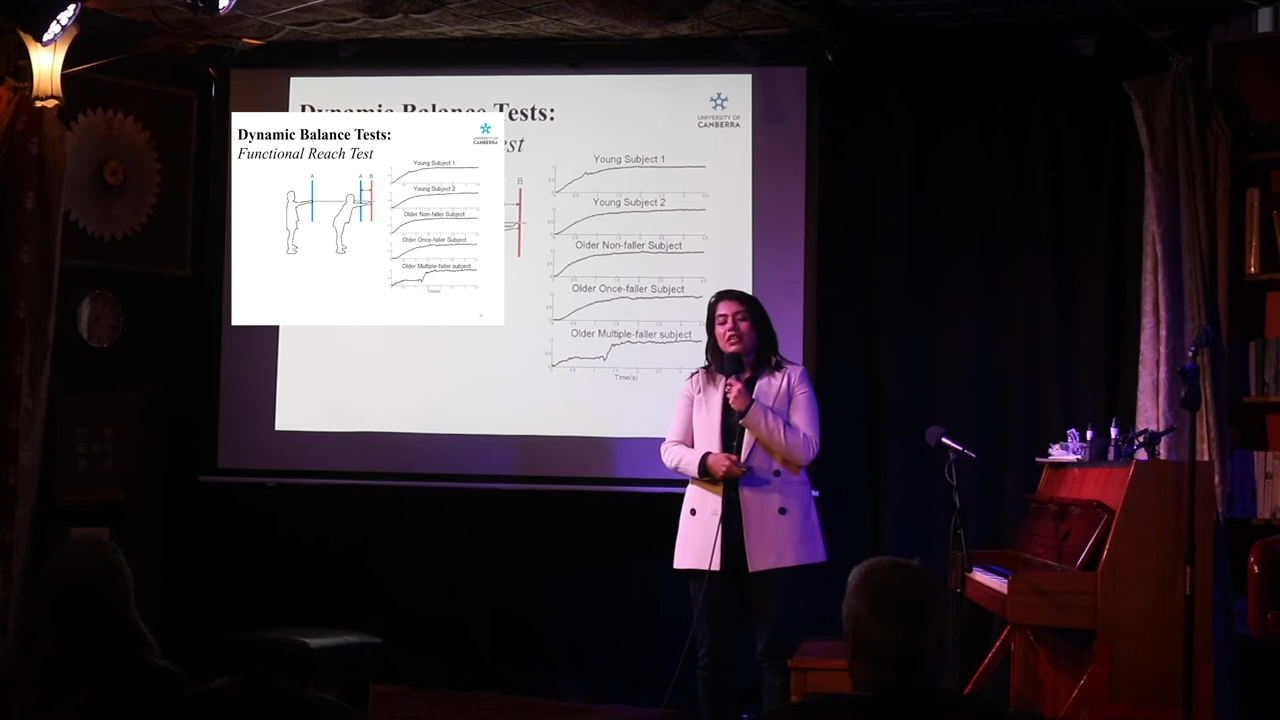 Dynamic Balance Tests:
Functional Reach Test
UNIVERSITY OF
CANBERRA
A
A
B
Young Subject 1
Young Subject 2
Older Non-faller Subject
Older Once-faller Subject
Older Multiple-faller subject
Time(s)
Dynamic Balance Tests:
UNIVERSITY OF
CANBERRA
B
Young Subject 1
Young Subject 2
Older Non-faller Subject
Older Once-faller Subject
Older Multiple-faller subject
Time(s)